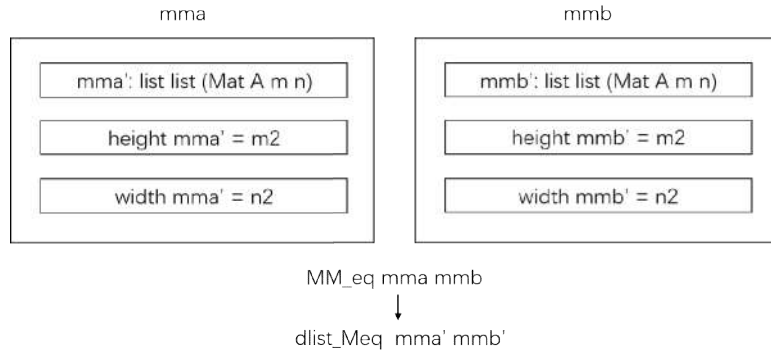 mma
mmb
mma': list list (Mat A m n)
mmb': list list (Mat A m n)
height mma' = m2
height mmb' = m2
width mma' = n2
width mmb' = n2
MM_eq mma mmb
dlist_Meq mma' mmb'